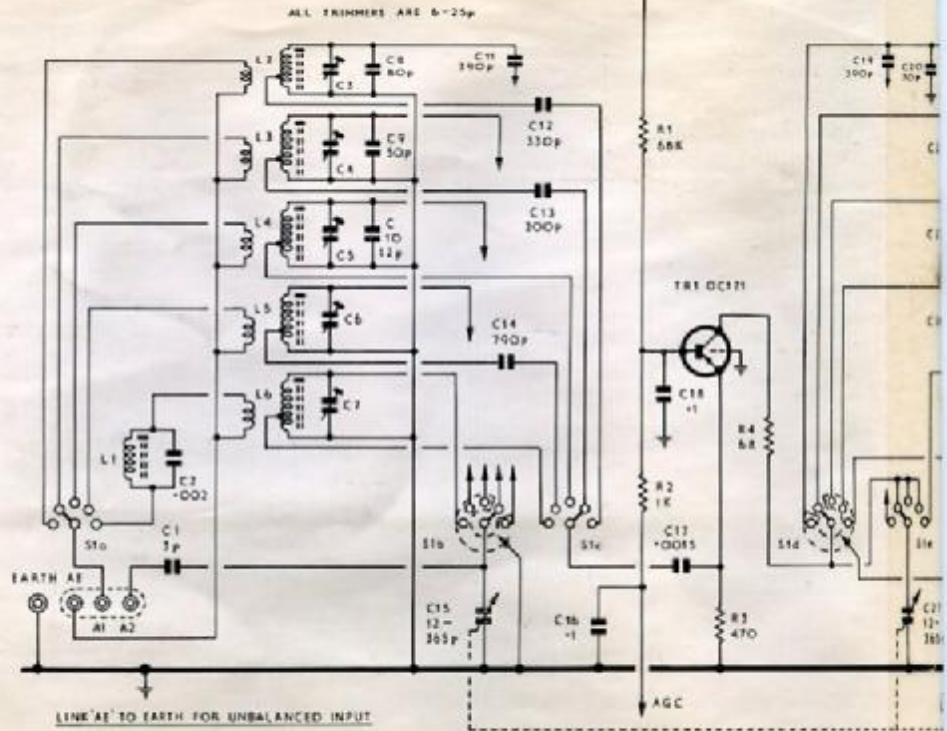 ALL TRIMMERS ARE 6-25p
L2
C3
C8
80p
C11
390p
C12
330p
L3
C4
C9
50p
C13
300p
L4
C5
C
10
12p
L5
C6
C14
790p
L6
C7
L1
C2
·002
R1
68K
TR1 OC171
C18
·1
R4
68
R2
1K
C19
390p
C20
30p
S1a
C1
3p
S1b
S1c
C17
·0015
S1d
S1e
EARTH AE
A1 A2
C15
12-
365p
C16
·1
R3
470
C21
12-
365
AGC
LINK 'AE' TO EARTH FOR UNBALANCED INPUT